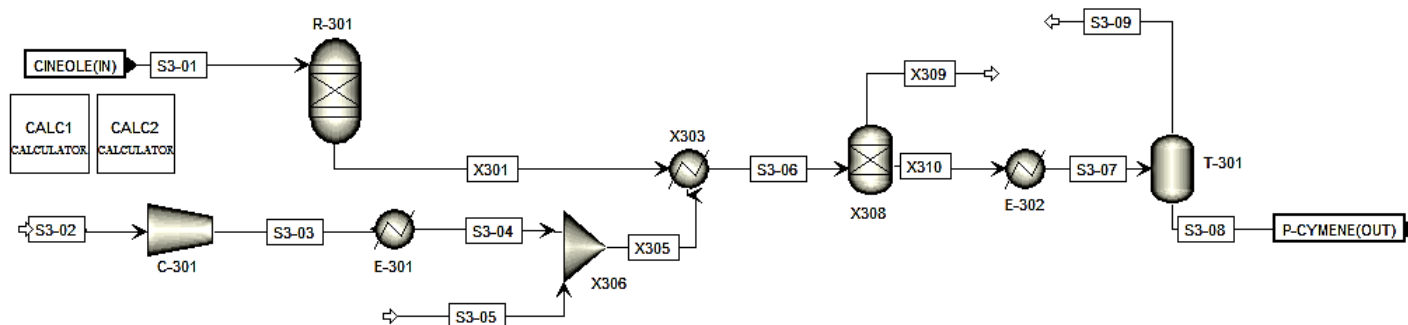 R-301
S3-09
CINEOLE(IN)
S3-01
X309
CALC1
CALCULATOR
CALC2
CALCULATOR
X303
X301
S3-06
X310
S3-07
T-301
X308
E-302
S3-02
S3-03
S3-04
X305
S3-08
P-CYMENE(OUT)
C-301
E-301
X306
S3-05